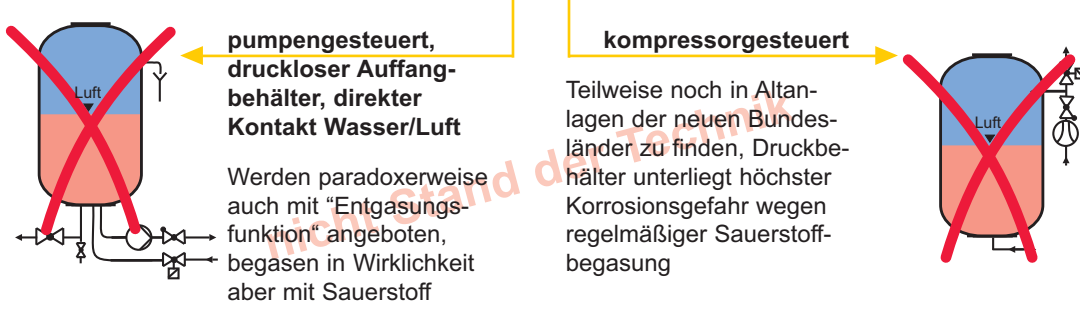 Luft
pumpengesteuert,
druckloser Auffang-
behälter, direkter
Kontakt Wasser/Luft
Werden paradoxerweise
auch mit “Entgasungs-
funktion“ angeboten,
begasen in Wirklichkeit
aber mit Sauerstoff
kompressorgesteuert
Teilweise noch in Altan-
lagen der neuen Bundes-
länder zu finden, Druckbe-
hälter unterliegt höchster
Korrosionsgefahr wegen
regelmäßiger Sauerstoff-
begasung
Luft
nicht Stand der Technik